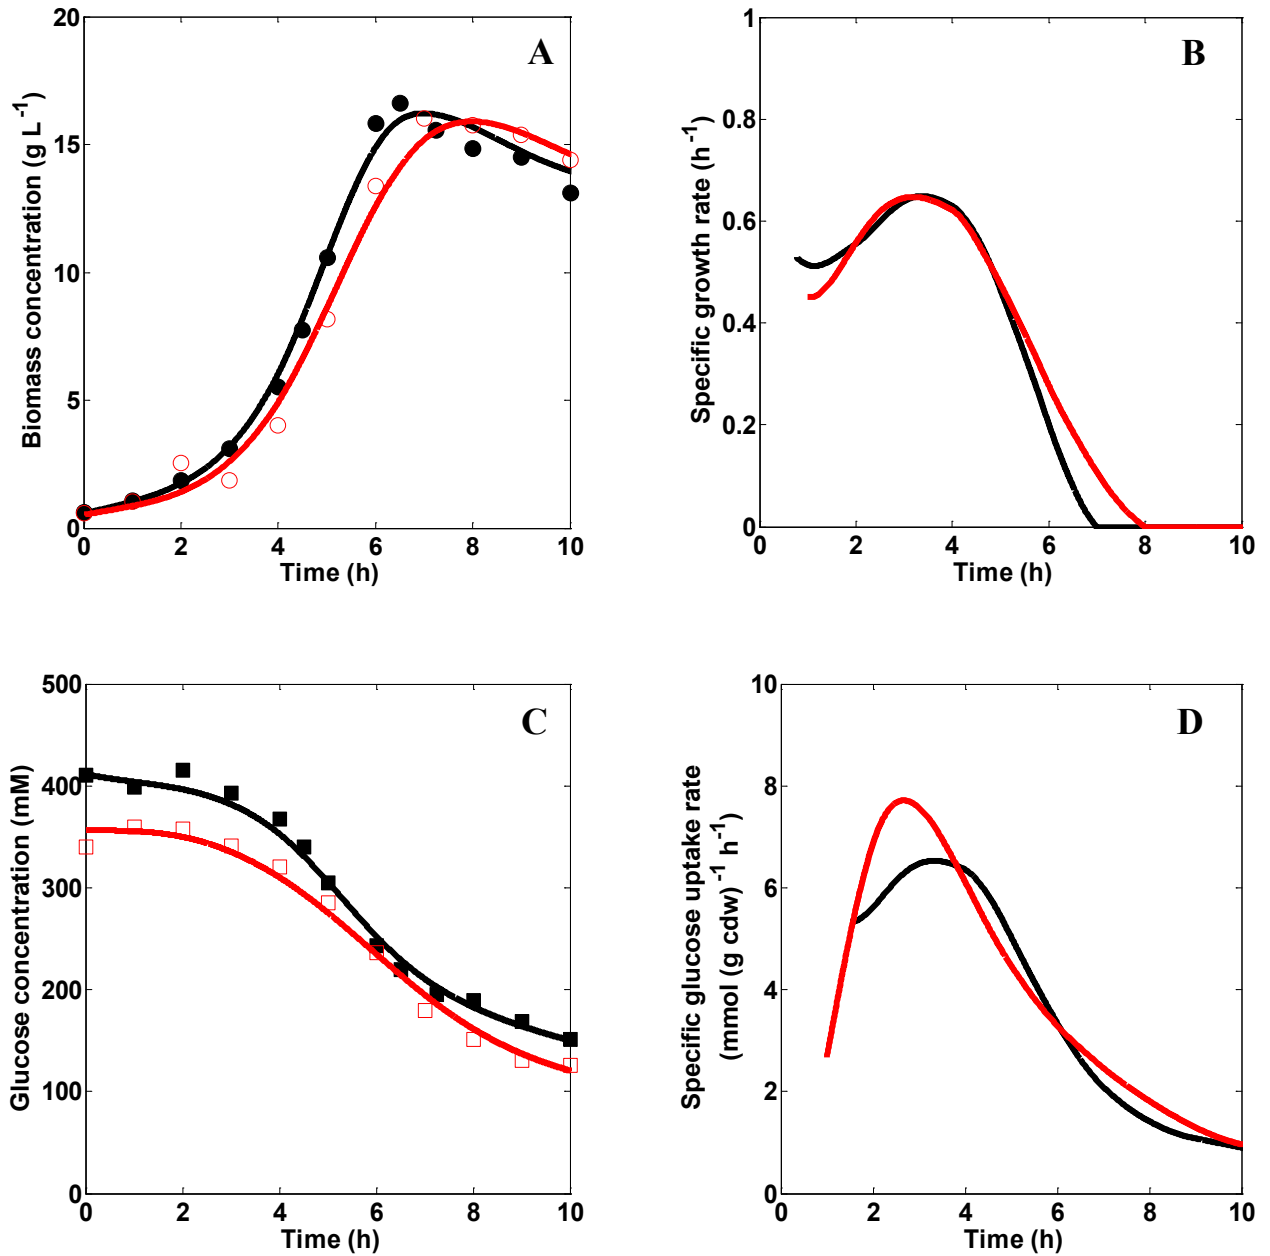 A
Biomass concentration (g L-1)
20
15
10
5
0
0 2 4 6 8 10
Time (h)
B
Specific growth rate (h-1)
1
0.8
0.6
0.4
0.2
0
0 2 4 6 8 10
Time (h)
C
Glucose concentration (mM)
500
400
300
200
100
0
0 2 4 6 8 10
Time (h)
D
Specific glucose uptake rate
(mmol (g cdw)-1 h-1)
10
8
6
4
2
0
0 2 4 6 8 10
Time (h)